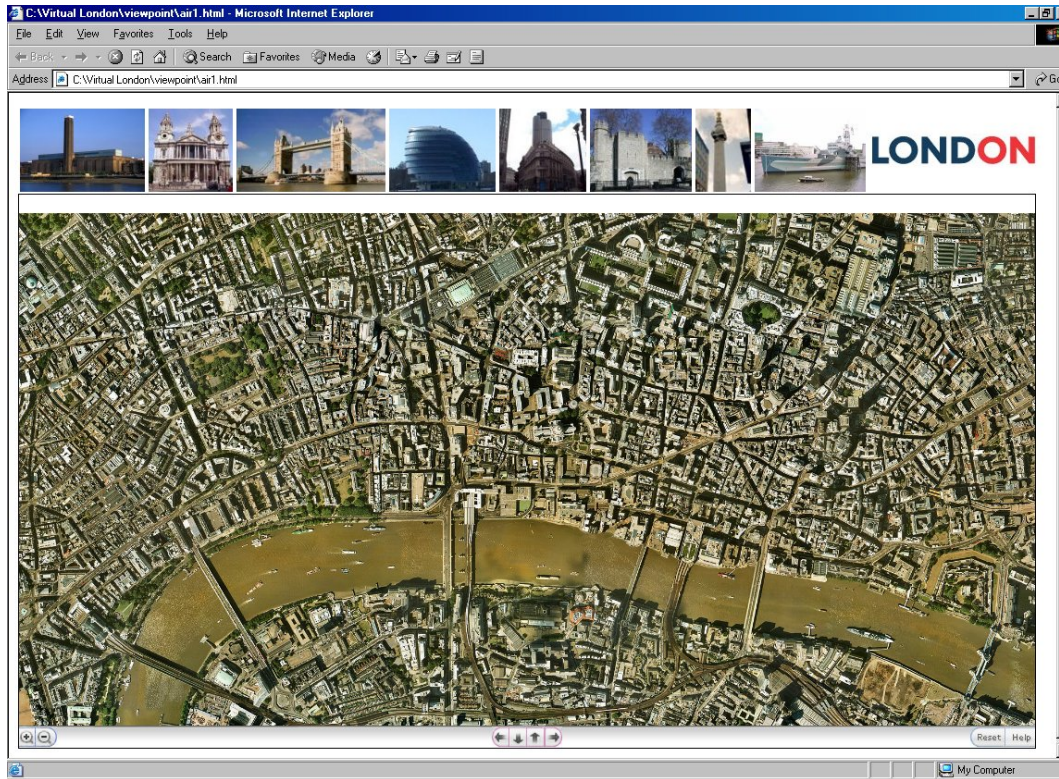 C:\Virtual London\viewpoint\air1.html - Microsoft Internet Explorer
File Edit View Favorites Tools Help
Back Search Favorites Media
Address C:\Virtual London\viewpoint\air1.html Go
LONDON
Reset Help
My Computer